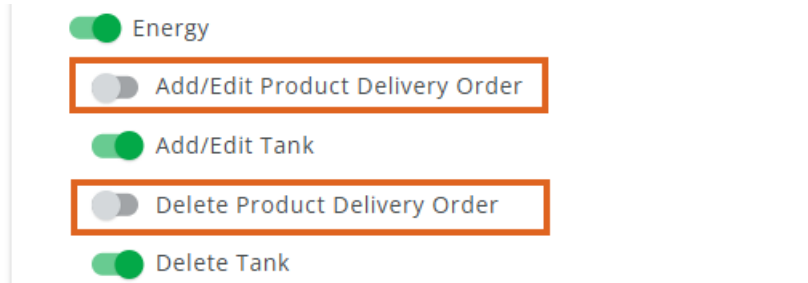 Energy
Add/Edit Product Delivery Order
Add/Edit Tank
Delete Product Delivery Order
Delete Tank